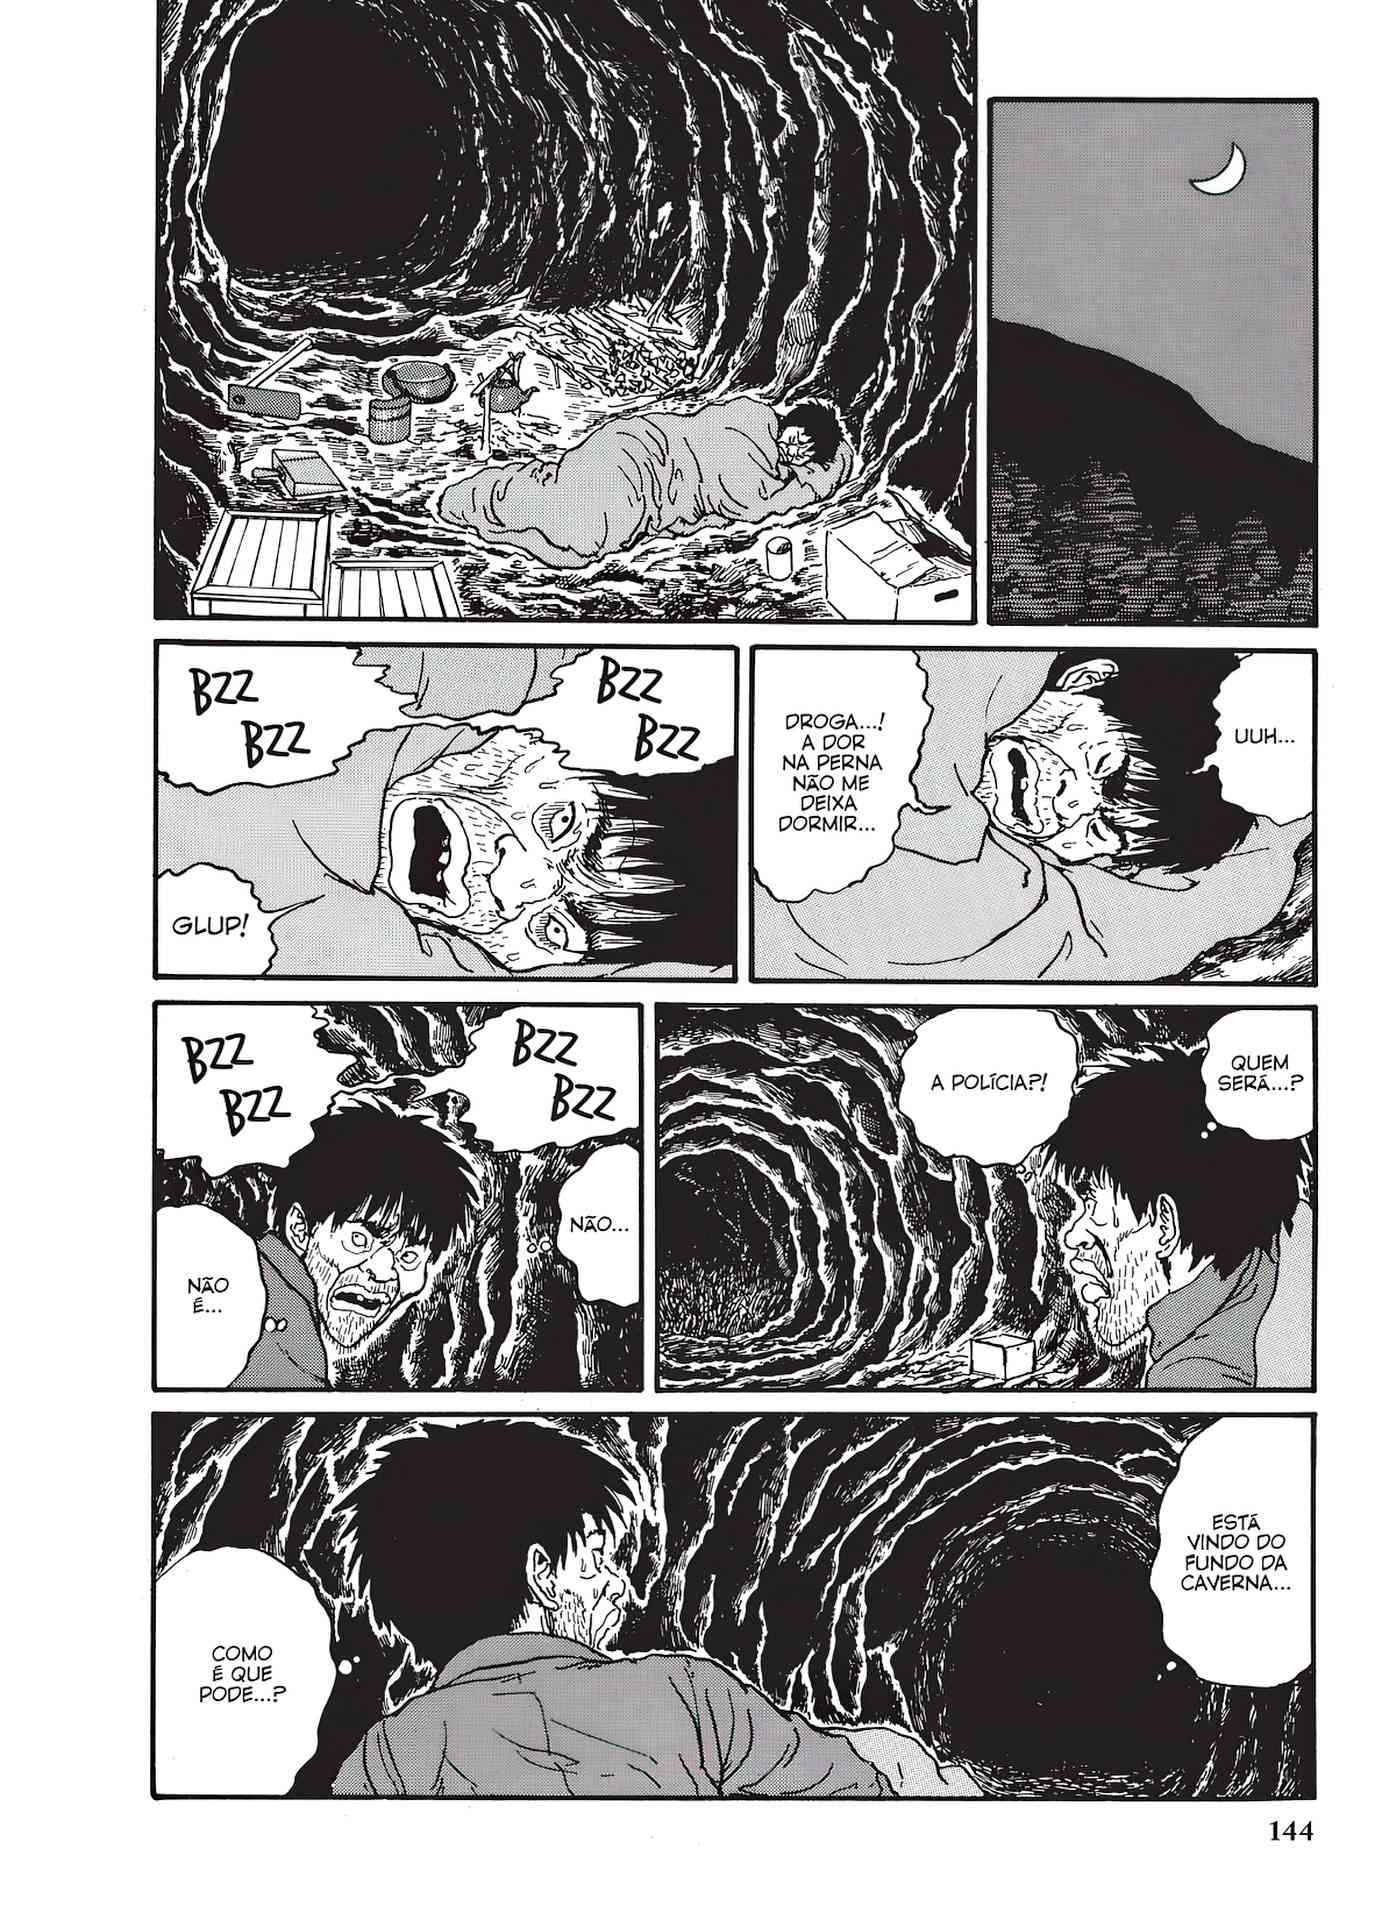 UUH...
DROGA...!
A DOR
NA PERNA
NÃO ME
DEIXA
DORMIR...
BZZ
BZZ
BZZ
BZZ
GLUP!
QUEM
SERÁ...?
A POLÍCIA?!
BZZ
BZZ
NÃO...
BZZ
BZZ
NÃO
É...
ESTÁ
VINDO DO
FUNDO DA
CAVERNA...
COMO
É QUE
PODE...?
144